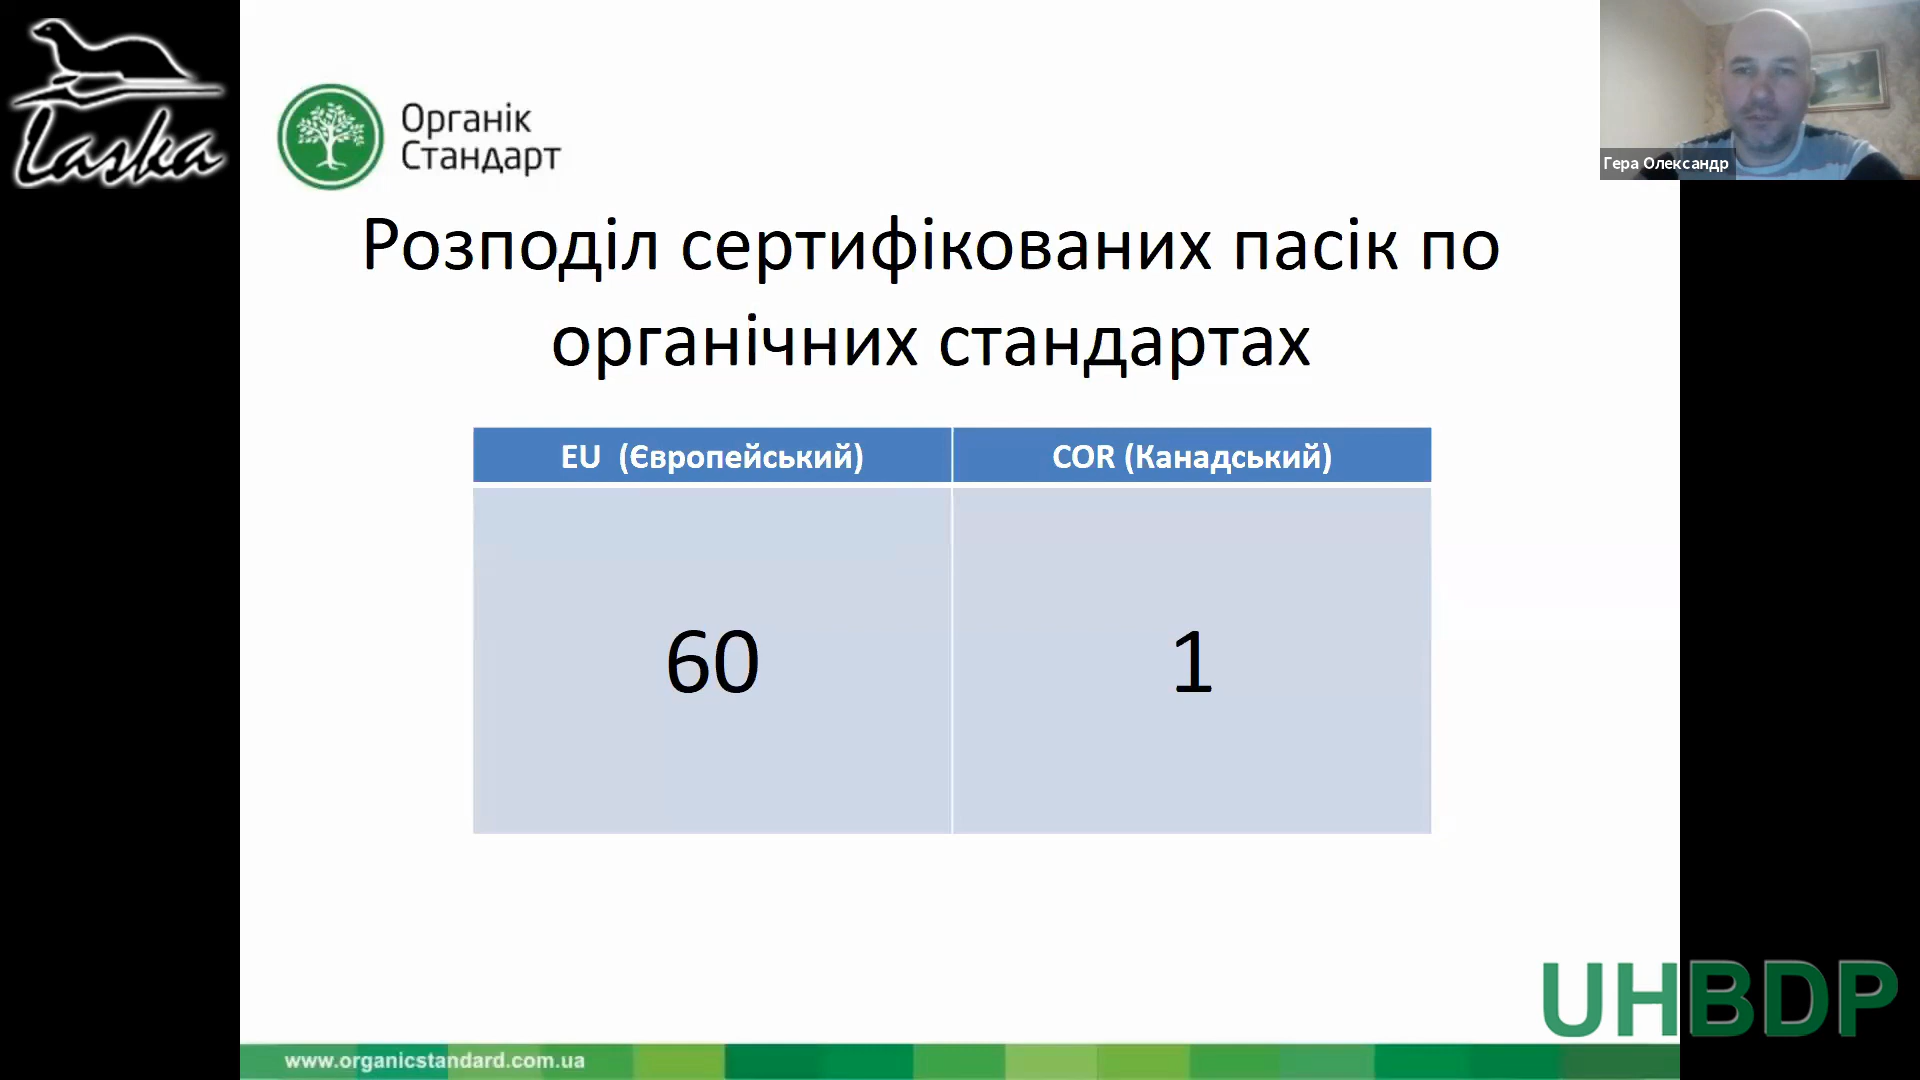 Laska
Органік
Стандарт
Гера Олександр
Розподіл сертифікованих пасік по
органічних стандартах
EU (Європейський)
COR (Канадський)
60
1
UHBDP
www.organicstandard.com.ua